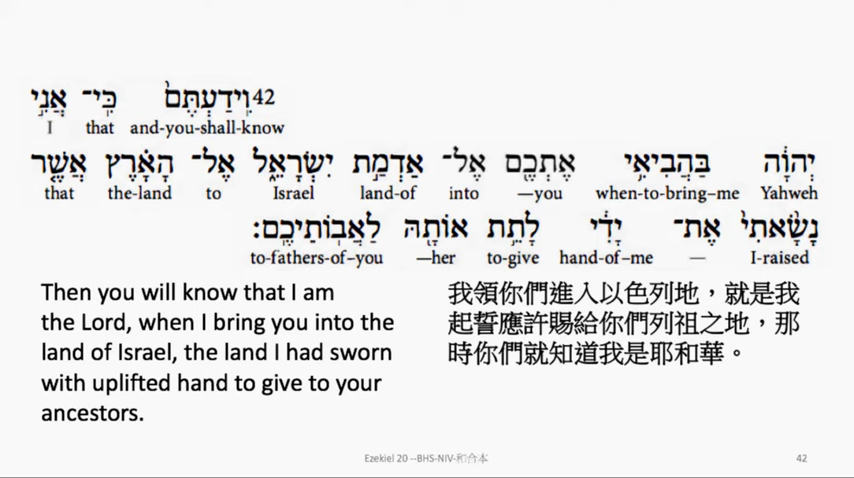 42 וִֽידַעְתֶּם֙ כִּֽי־ אֲנִ֣י
I that and-you-shall-know
יְהוָ֔ה בַּהֲבִיאִ֥י אֶתְכֶ֖ם אֶל־ אַדְמַ֣ת יִשְׂרָאֵ֑ל אֶל־ הָאָ֗רֶץ אֲשֶׁ֤ר
that the-land to Israel land-of into —you when-to-bring–me Yahweh
נָשָׂ֙אתִי֙ אֶת־ יָדִ֔י לָתֵ֥ת אוֹתָ֖הּ לַאֲבֽוֹתֵיכֶֽם׃
to-fathers-of–you —her to-give hand-of–me — I-raised
Then you will know that I am
the Lord, when I bring you into the
land of Israel, the land I had sworn
with uplifted hand to give to your
ancestors.
我領你們進入以色列地，就是我
起誓應許賜給你們列祖之地，那
時你們就知道我是耶和華。
Ezekiel 20 --BHS-NIV-和合本
42